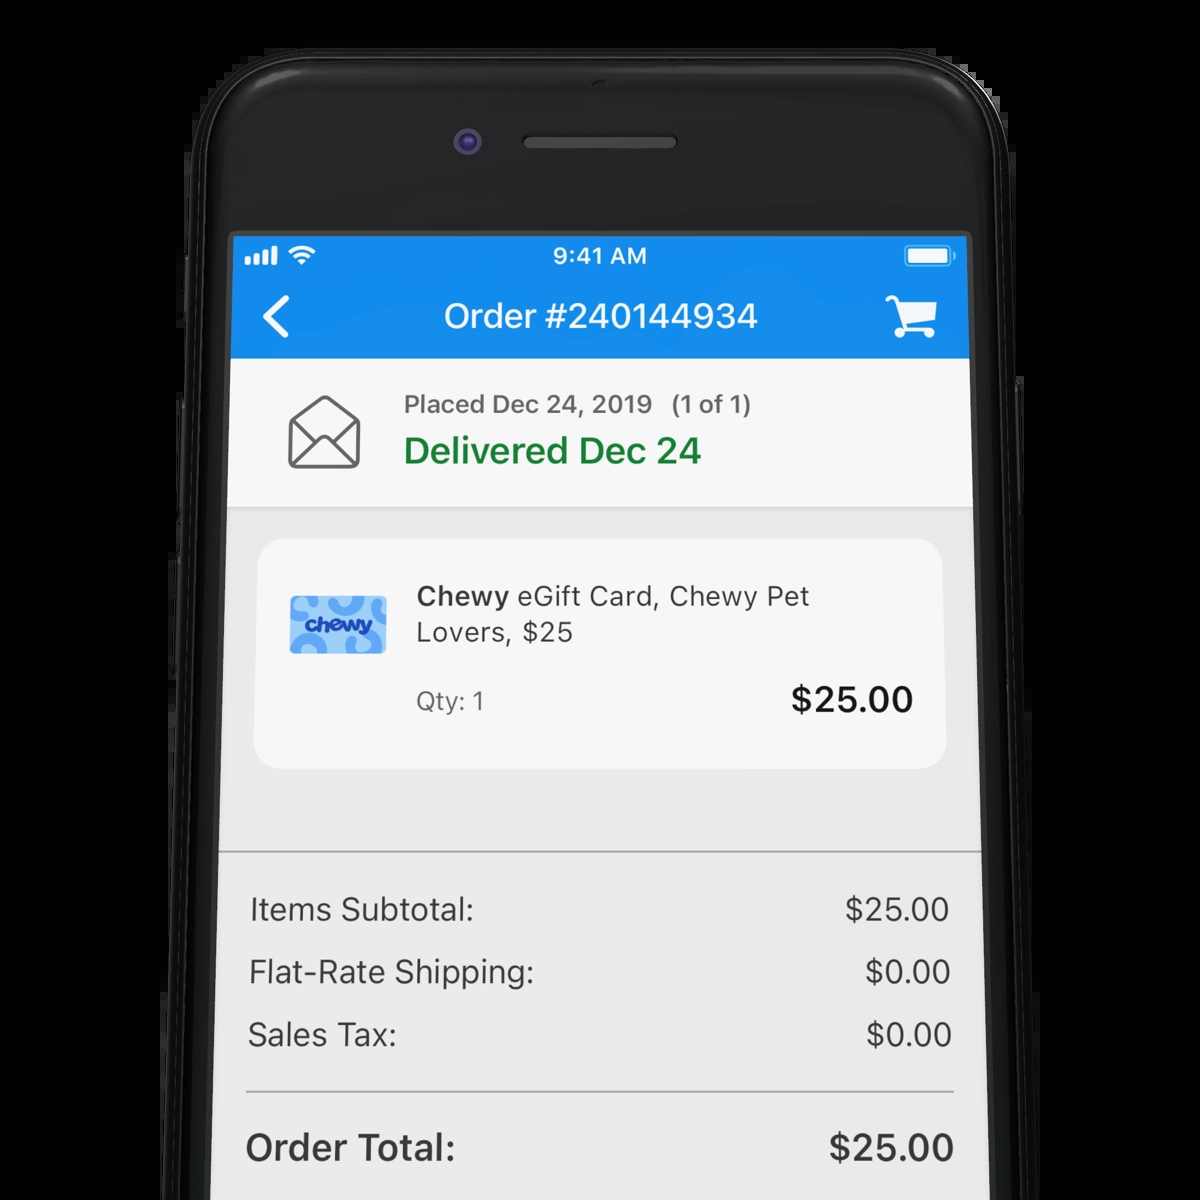 9:41 AM
Order #240144934
Placed Dec 24, 2019 (1 of 1)
Delivered Dec 24
chewy
Chewy eGift Card, Chewy Pet
Lovers, $25
Qty: 1 $25.00
Items Subtotal: $25.00
Flat-Rate Shipping: $0.00
Sales Tax: $0.00
Order Total: $25.00